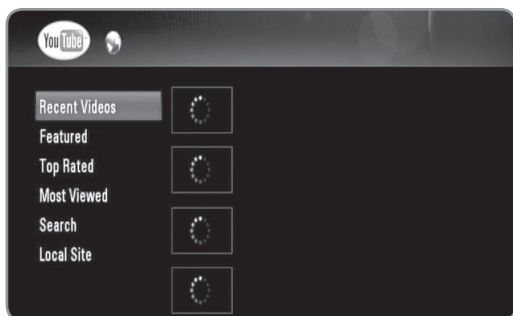 YouTube
Recent Videos
Featured
Top Rated
Most Viewed
Search
Local Site